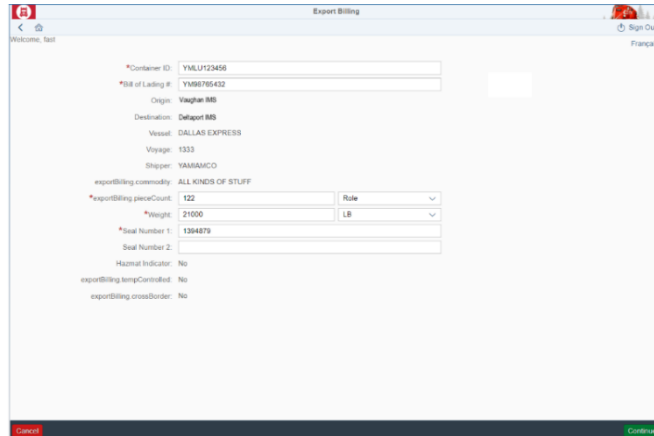 Export Billing
Sign Ou
Welcome, fast
Françai
*Container ID: YMLU123456
*Bill of Lading #: YM98765432
Origin: Vaughan IMS
Destination: Deltaport IMS
Vessel: DALLAS EXPRESS
Voyage: 1333
Shipper: YAMIAMCO
exportBilling.commodity: ALL KINDS OF STUFF
*exportBilling.pieceCount: 122 Role
*Weight: 21000 LB
*Seal Number 1: 1394879
Seal Number 2:
Hazmat Indicator: No
exportBilling.tempControlled: No
exportBilling.crossBorder: No
Cancel Continue